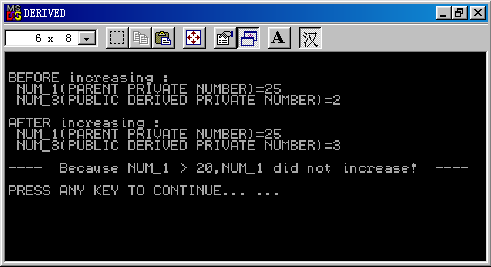 DERIVED
6 x 8
A
汉
BEFORE increasing :
NUM_1(PARENT PRIVATE NUMBER)=25
NUM_3(PUBLIC DERIVED PRIVATE NUMBER)=2
AFTER increasing :
NUM_1(PARENT PRIVATE NUMBER)=25
NUM_3(PUBLIC DERIVED PRIVATE NUMBER)=3
---- Because NUM_1 > 20,NUM_1 did not increase! ----
PRESS ANY KEY TO CONTINUE... ...